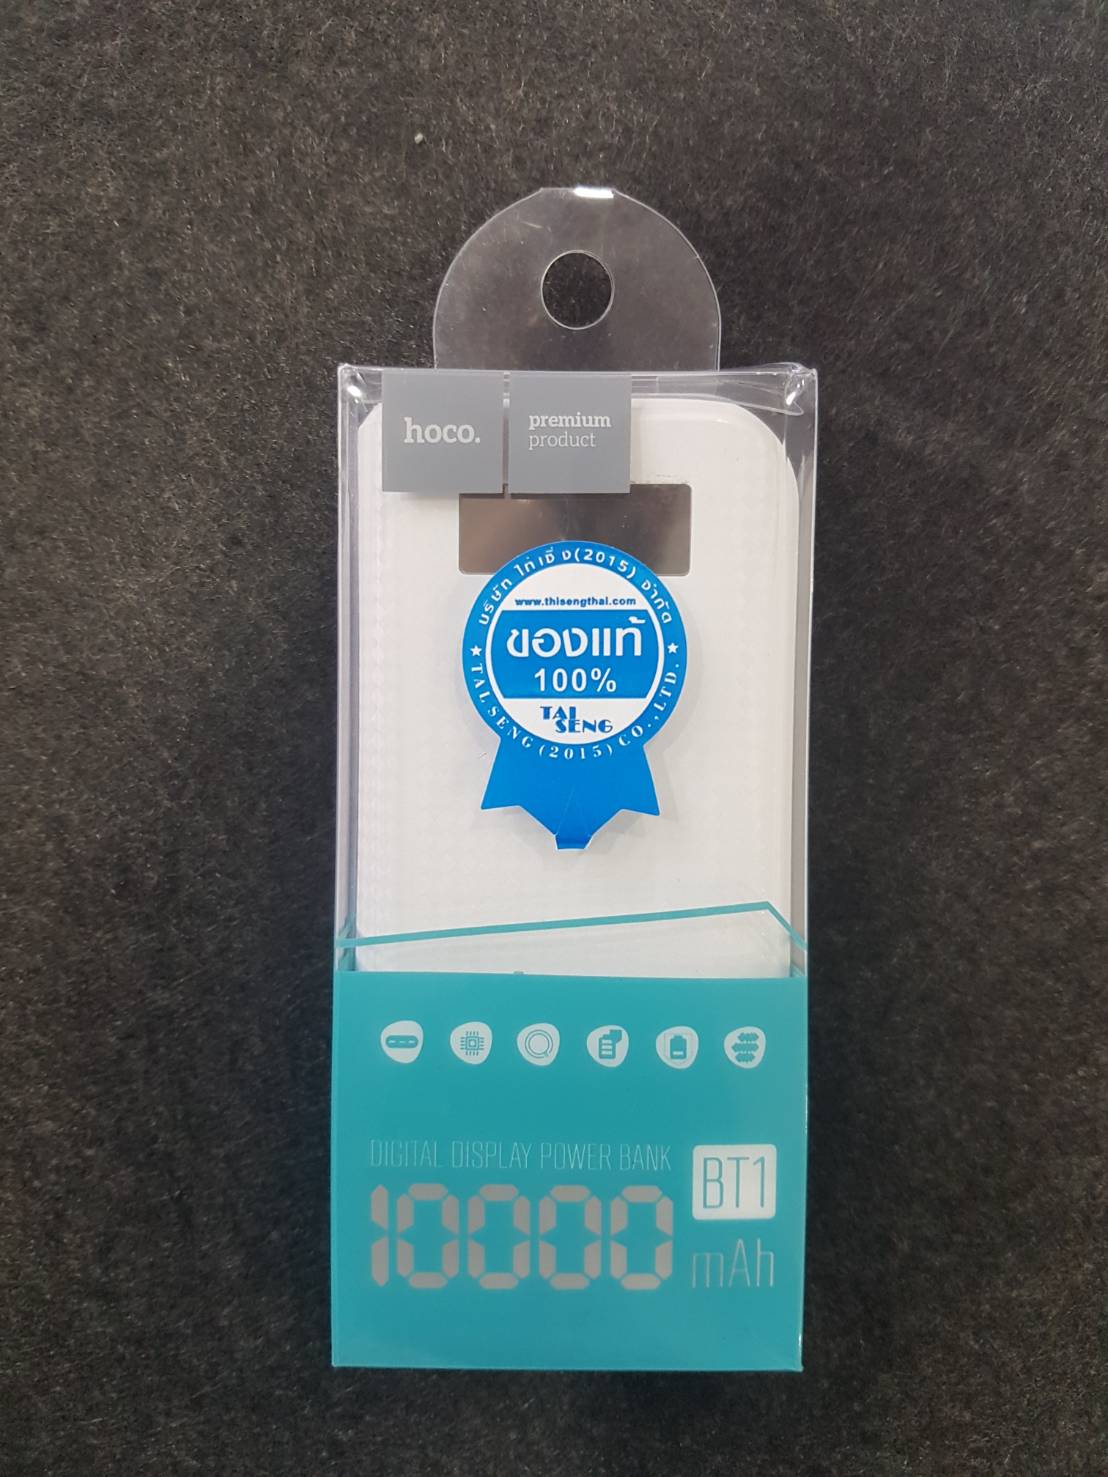 hoco.
premium
product
บริษัท ไท่เชิ่ง(2015) จำกัด
www.thisengthai.com
ของแท้
100%
TAI
SENG
TAI SENG (2015) CO.,LTD.
DIGITAL DISPLAY POWER BANK
BT1
10000
mAh